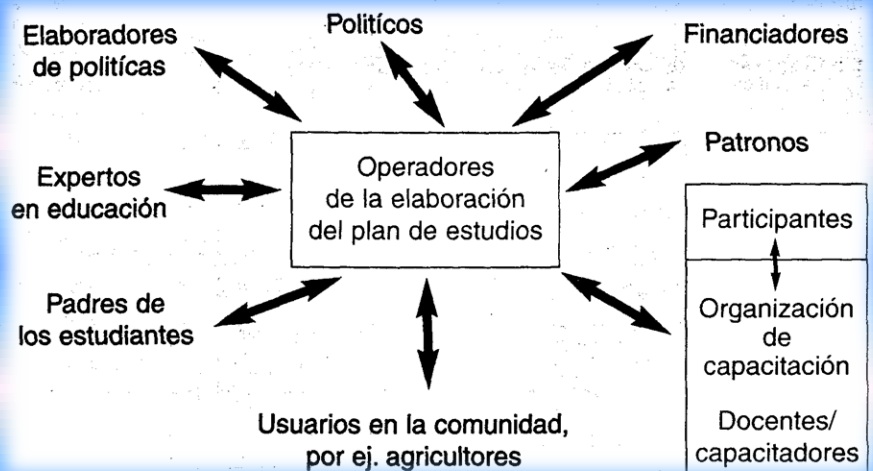 Elaboradores
de politícas
Politícos
Financiadores
Operadores
de la elaboración
del plan de estudios
Patronos
Expertos
en educación
Participantes
Padres de
los estudiantes
Organización
de
capacitación
Docentes/
capacitadores
Usuarios en la comunidad,
por ej. agricultores